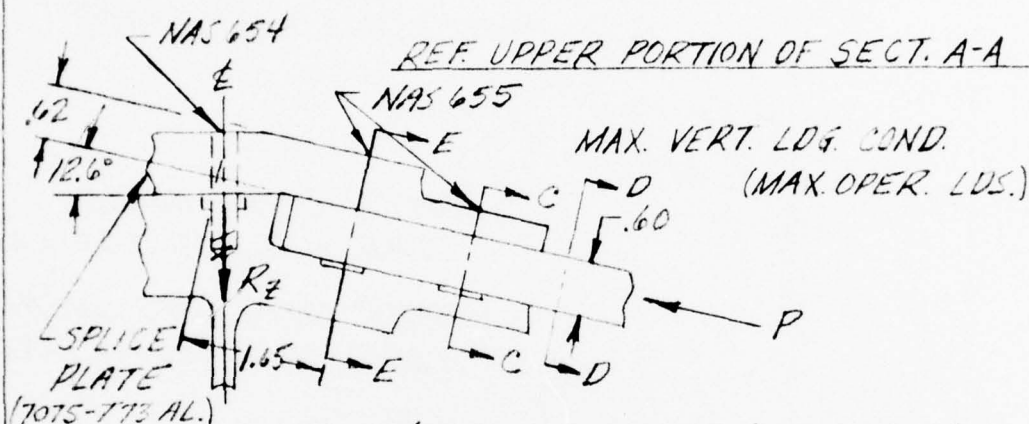 NAS 654
℄
REF. UPPER PORTION OF SECT. A-A
NAS 655
.62
E
MAX. VERT. LDG. COND.
(MAX. OPER. LDS.)
12.6°
C
D
.60
R℄
P
SPLICE
PLATE
(7075-T73 AL.)
1.65
E
C
D